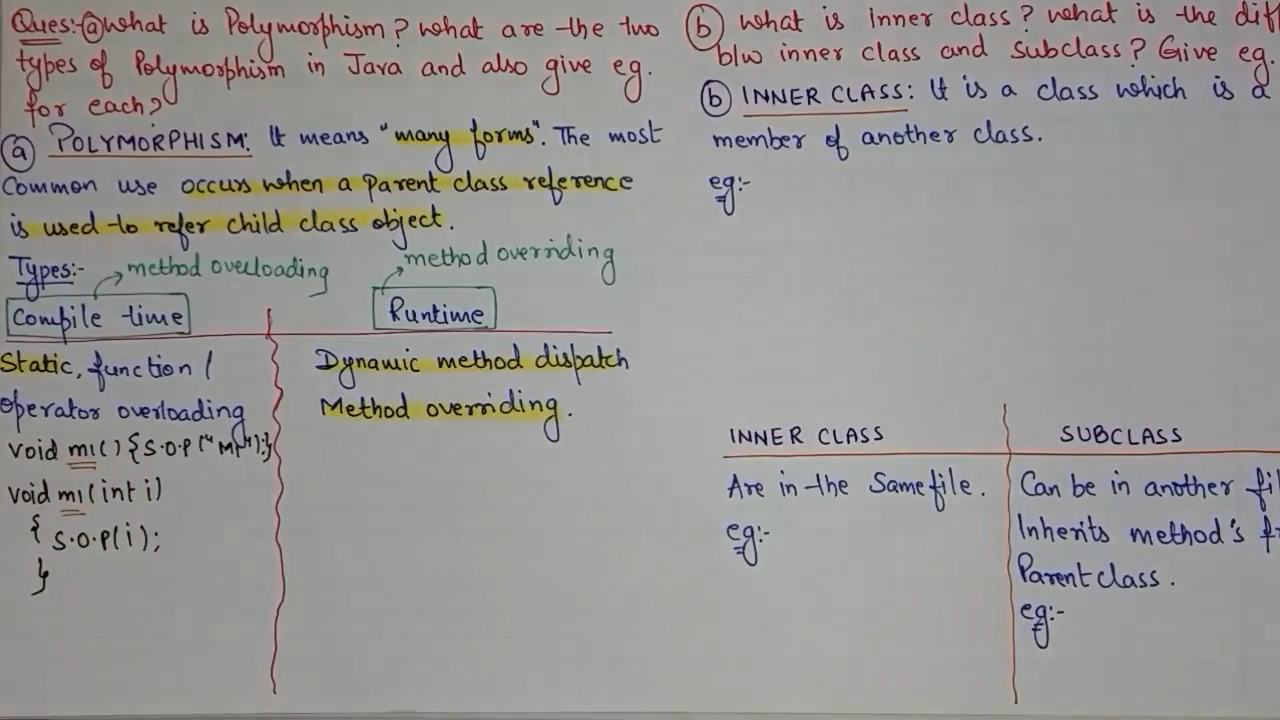 Ques:-ⓐ What is Polymorphism? What are the two
types of Polymorphism in Java and also give eg.
for each?
ⓐ POLYMORPHISM: It means "many forms". The most
Common use occurs when a parent class reference
is used to refer child class object.
Types:-
method overloading
method overriding
Compile time
Runtime
Static, function /
operator overloading
void m1() {S.O.P("M1");}
void m1(int i)
{ S.O.P(i);
}
Dynamic method dispatch
Method overriding.
ⓑ What is inner class? What is the diff
b/w inner class and subclass? Give eg.
ⓑ INNER CLASS: It is a class which is a
member of another class.
eg:-
INNER CLASS
SUBCLASS
Are in the Same file.
eg:-
Can be in another
Inherits method's
Parent class.
eg:-